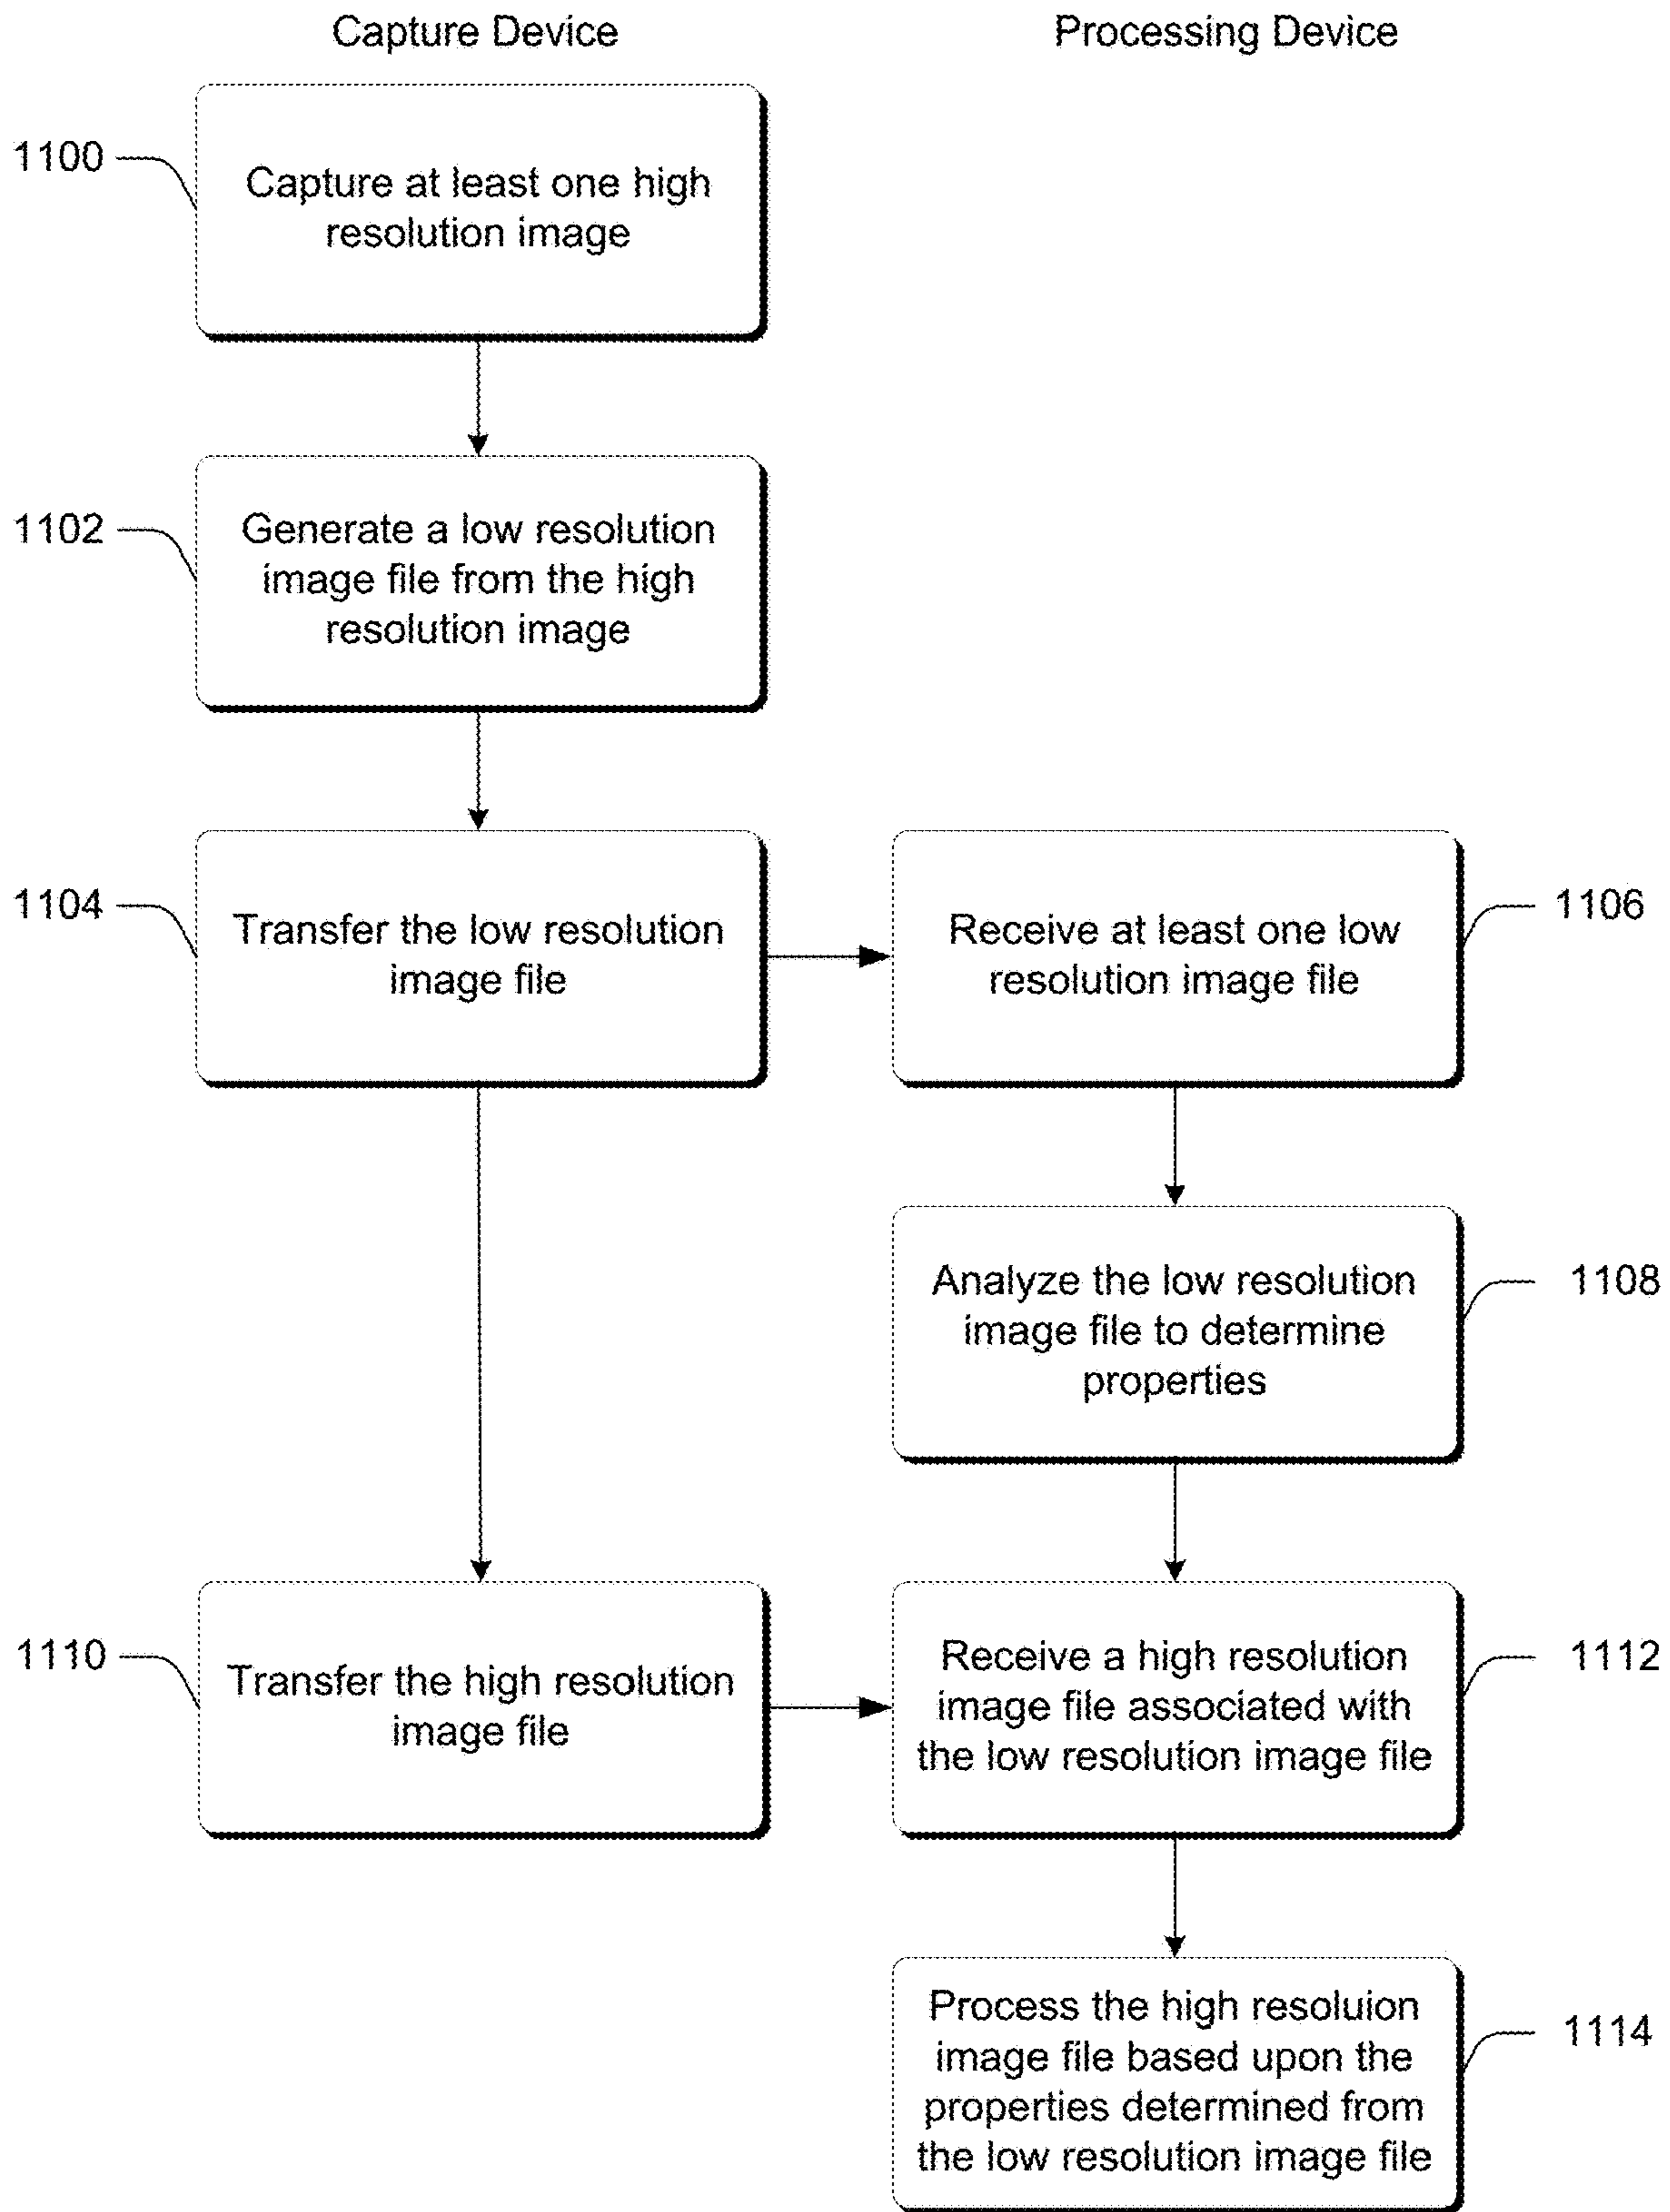 Capture Device
Processing Device
1100
Capture at least one high
resolution image
1102
Generate a low resolution
image file from the high
resolution image
1104
Transfer the low resolution
image file
Receive at least one low
resolution image file
1106
Analyze the low resolution
image file to determine
properties
1108
1110
Transfer the high resolution
image file
Receive a high resolution
image file associated with
the low resolution image file
1112
Process the high resoluion
image file based upon the
properties determined from
the low resolution image file
1114